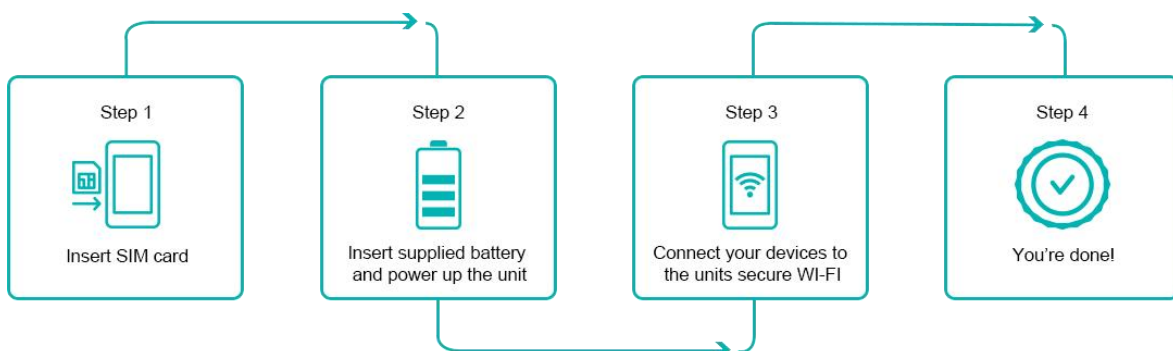 Step 1
Insert SIM card
Step 2
Insert supplied battery
and power up the unit
Step 3
Connect your devices to
the units secure WI-FI
Step 4
You're done!